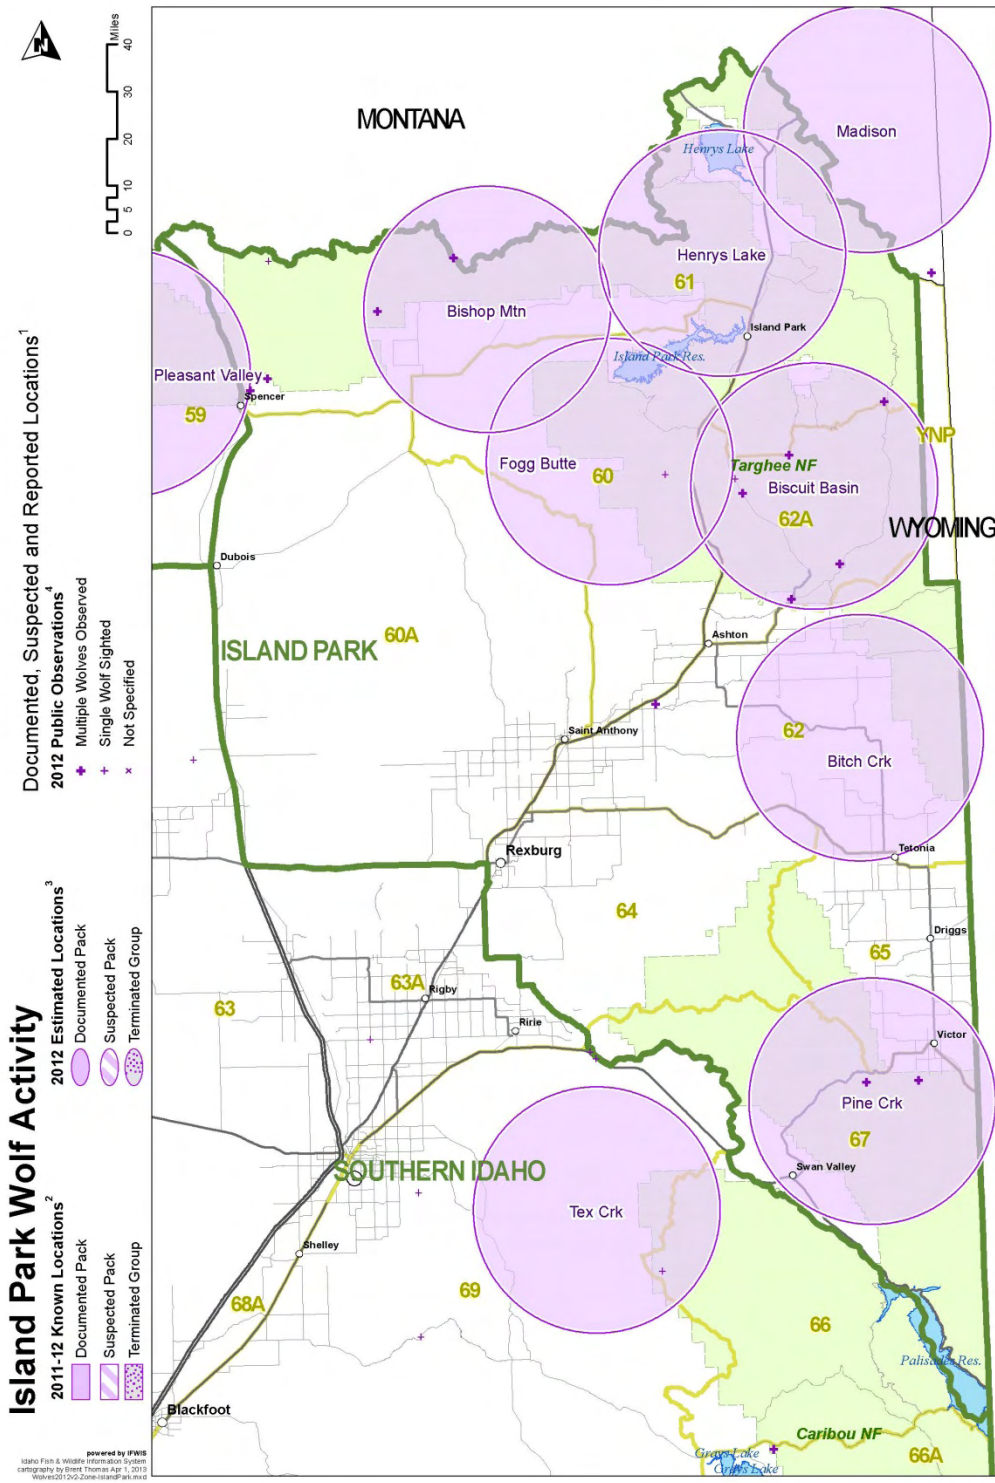 Island Park Wolf Activity
2011-12 Known Locations2
Documented Pack
Suspected Pack
Terminated Group
2012 Estimated Locations3
Documented Pack
Suspected Pack
Terminated Group
Documented, Suspected and Reported Locations1
2012 Public Observations4
Multiple Wolves Observed
Single Wolf Sighted
Not Specified
0 5 10 20 30 40
Miles
N
powered by IFWIS
Idaho Fish & Wildlife Information System
cartography by Brent Thomas Apr 1, 2013
Wolves2012v2-Zone-IslandPark.mxd
MONTANA
Madison
Henrys Lake
Henrys Lake
61
Bishop Mtn
Island Park
Island Park Res.
Pleasant Valley
Spencer
59
YNP
Fogg Butte
60
Targhee NF
Biscuit Basin
62A
WYOMING
Dubois
60A
ISLAND PARK
Ashton
Saint Anthony
62
Bitch Crk
Rexburg
Tetonia
64
Driggs
65
63
63A
Rigby
Ririe
Victor
Pine Crk
67
SOUTHERN IDAHO
Swan Valley
Tex Crk
Shelley
69
68A
66
Palisades Res.
Blackfoot
Caribou NF
Grays Lake
Grays Lake
66A